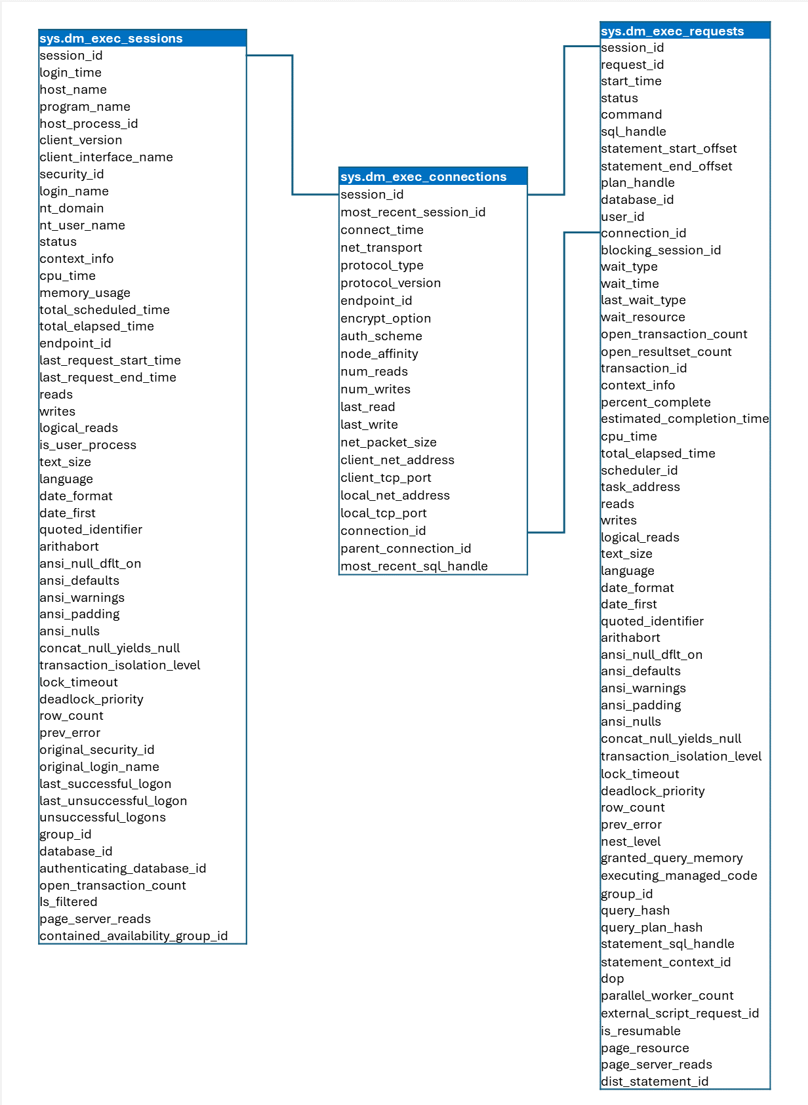 sys.dm_exec_sessions
session_id
login_time
host_name
program_name
host_process_id
client_version
client_interface_name
security_id
login_name
nt_domain
nt_user_name
status
context_info
cpu_time
memory_usage
total_scheduled_time
total_elapsed_time
endpoint_id
last_request_start_time
last_request_end_time
reads
writes
logical_reads
is_user_process
text_size
language
date_format
date_first
quoted_identifier
arithabort
ansi_null_dflt_on
ansi_defaults
ansi_warnings
ansi_padding
ansi_nulls
concat_null_yields_null
transaction_isolation_level
lock_timeout
deadlock_priority
row_count
prev_error
original_security_id
original_login_name
last_successful_logon
last_unsuccessful_logon
unsuccessful_logons
group_id
database_id
authenticating_database_id
open_transaction_count
Is_filtered
page_server_reads
contained_availability_group_id
sys.dm_exec_connections
session_id
most_recent_session_id
connect_time
net_transport
protocol_type
protocol_version
endpoint_id
encrypt_option
auth_scheme
node_affinity
num_reads
num_writes
last_read
last_write
net_packet_size
client_net_address
client_tcp_port
local_net_address
local_tcp_port
connection_id
parent_connection_id
most_recent_sql_handle
sys.dm_exec_requests
session_id
request_id
start_time
status
command
sql_handle
statement_start_offset
statement_end_offset
plan_handle
database_id
user_id
connection_id
blocking_session_id
wait_type
wait_time
last_wait_type
wait_resource
open_transaction_count
open_resultset_count
transaction_id
context_info
percent_complete
estimated_completion_time
cpu_time
total_elapsed_time
scheduler_id
task_address
reads
writes
logical_reads
text_size
language
date_format
date_first
quoted_identifier
arithabort
ansi_null_dflt_on
ansi_defaults
ansi_warnings
ansi_padding
ansi_nulls
concat_null_yields_null
transaction_isolation_level
lock_timeout
deadlock_priority
row_count
prev_error
nest_level
granted_query_memory
executing_managed_code
group_id
query_hash
query_plan_hash
statement_sql_handle
statement_context_id
dop
parallel_worker_count
external_script_request_id
is_resumable
page_resource
page_server_reads
dist_statement_id